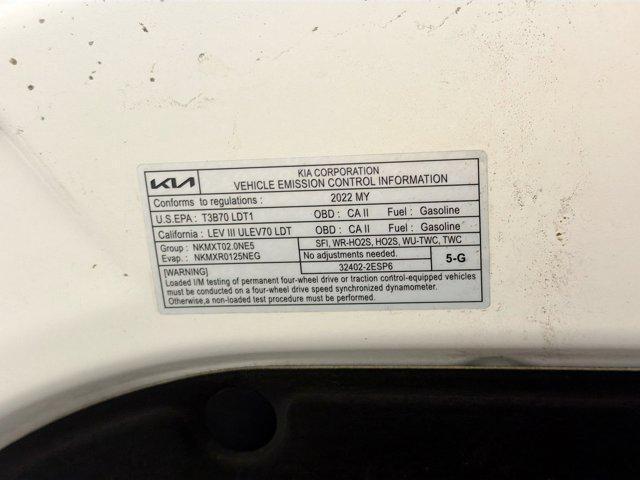 KIA
KIA CORPORATION
VEHICLE EMISSION CONTROL INFORMATION
Conforms to regulations : 2022 MY
U.S.EPA : T3B70 LDT1 OBD : CA II Fuel : Gasoline
California : LEV III ULEV70 LDT OBD : CA II Fuel : Gasoline
Group : NKMXT02.0NE5
Evap. : NKMXR0125NEG
SFI, WR-HO2S, HO2S, WU-TWC, TWC
No adjustments needed.
32402-2ESP6
5-G
[WARNING]
Loaded I/M testing of permanent four-wheel drive or traction control-equipped vehicles
must be conducted on a four-wheel drive speed synchronized dynamometer.
Otherwise,a non-loaded test procedure must be performed.